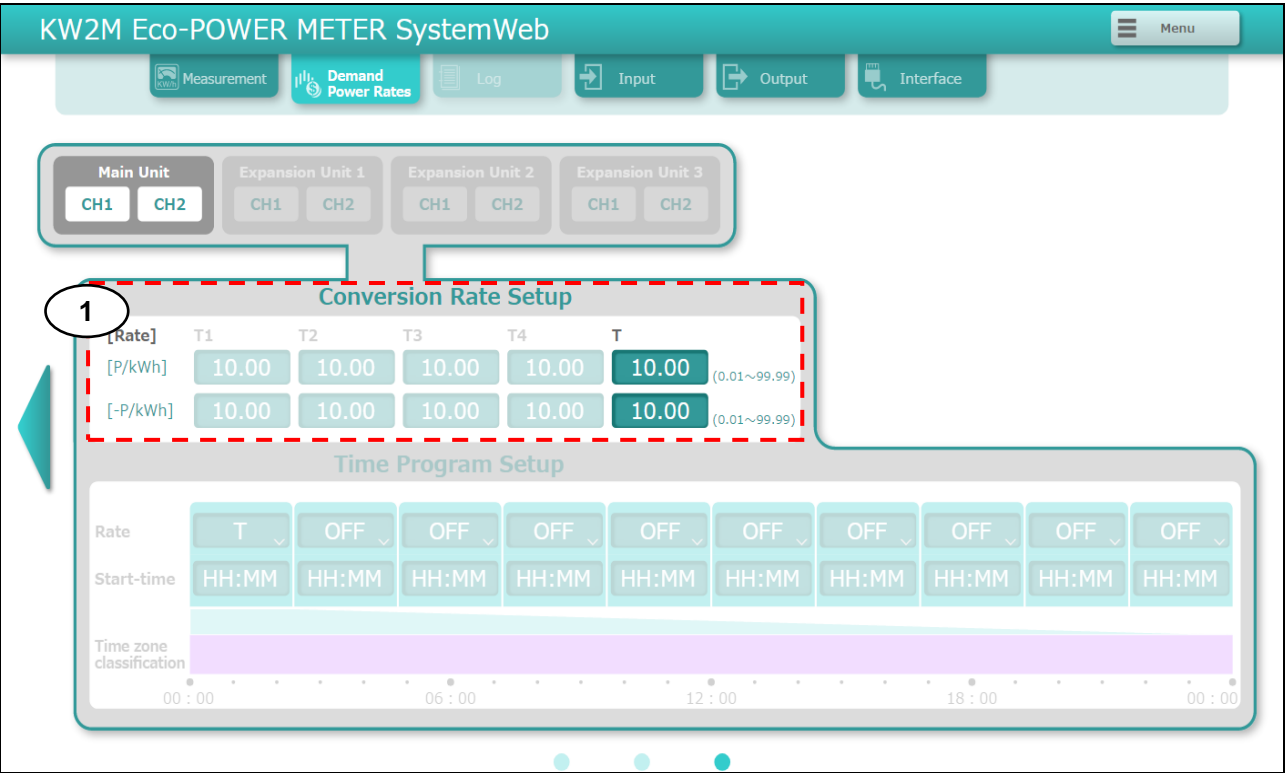 KW2M Eco-POWER METER SystemWeb
Menu
KW/h
Measurement
Demand
Power Rates
Log
Input
Output
Interface
Main Unit
Expansion Unit 1
Expansion Unit 2
Expansion Unit 3
CH1 CH2 CH1 CH2 CH1 CH2 CH1 CH2
Conversion Rate Setup
1
[Rate] T1 T2 T3 T4 T
[P/kWh] 10.00 10.00 10.00 10.00 10.00 (0.01～99.99)
[-P/kWh] 10.00 10.00 10.00 10.00 10.00 (0.01～99.99)
Time Program Setup
Rate T OFF OFF OFF OFF OFF OFF OFF OFF OFF
Start-time HH:MM HH:MM HH:MM HH:MM HH:MM HH:MM HH:MM HH:MM HH:MM HH:MM
Time zone
classification
00 : 00 06 : 00 12 : 00 18 : 00 00 : 00